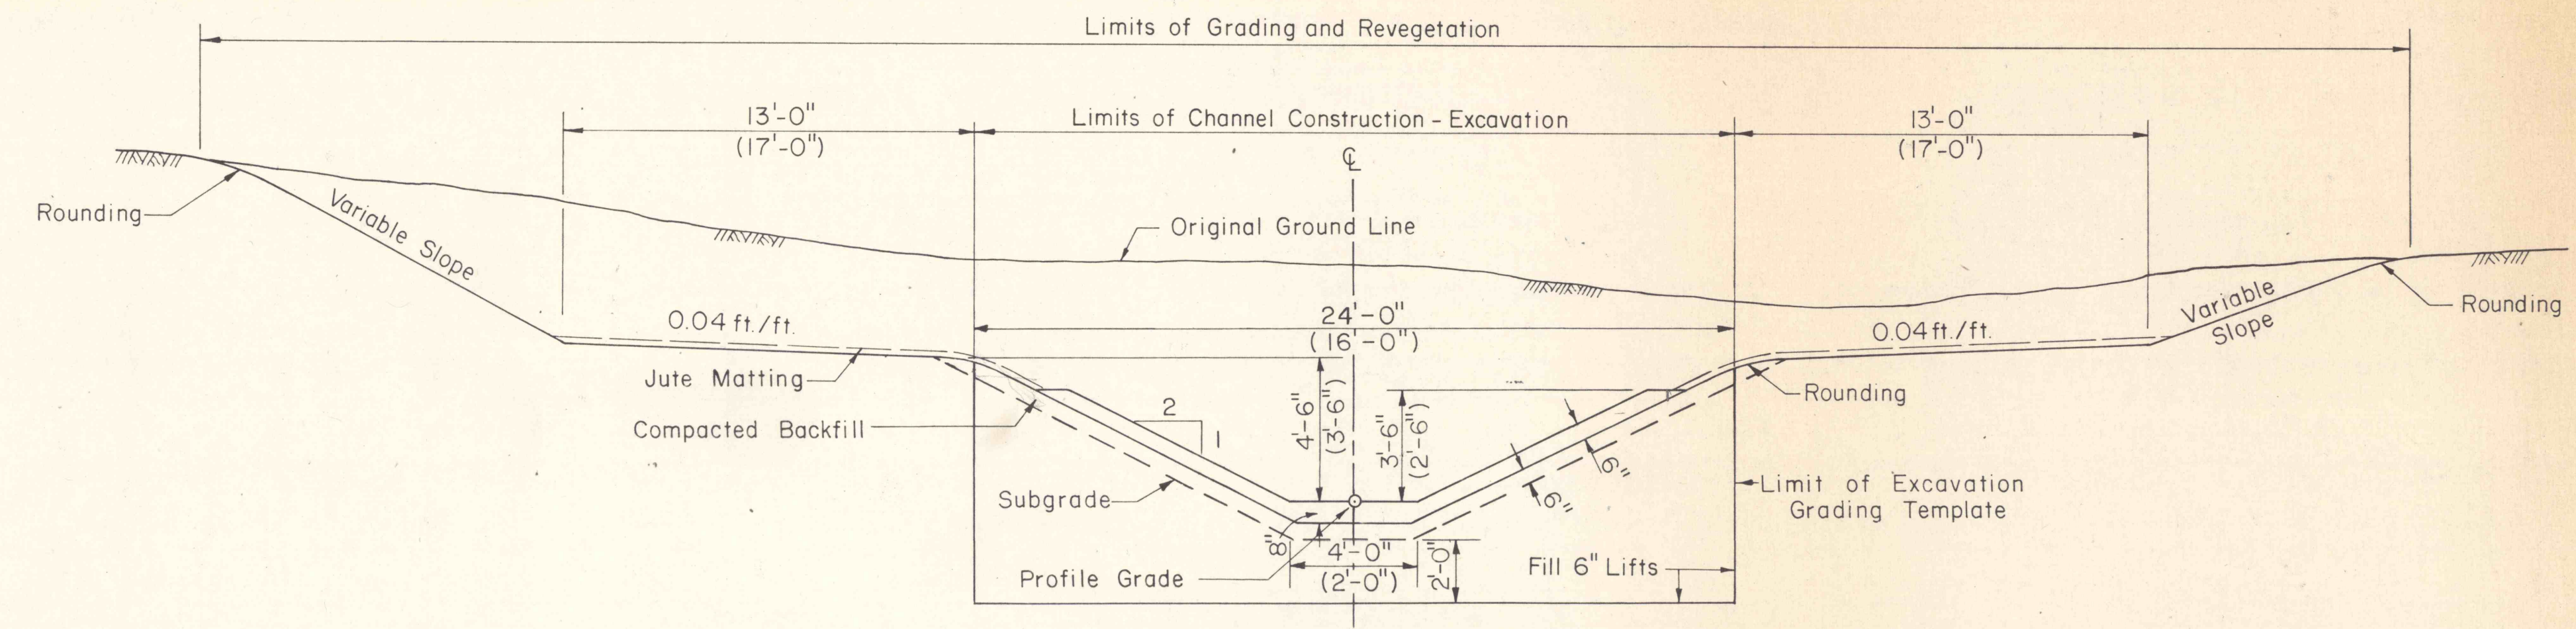 Limits of Grading and Revegetation
13'-0"
(17'-0")
Limits of Channel Construction - Excavation
13'-0"
(17'-0")
℄
Rounding
Variable Slope
Original Ground Line
24'-0"
(16'-0")
Variable
Slope
Rounding
0.04 ft./ft.
0.04 ft./ft.
Jute Matting
Compacted Backfill
2
1
4'-6"
(3'-6")
3'-6"
(2'-6")
Rounding
6"
6"
Subgrade
Limit of Excavation
Grading Template
8"
4'-0"
(2'-0")
2'-0"
Profile Grade
Fill 6" Lifts